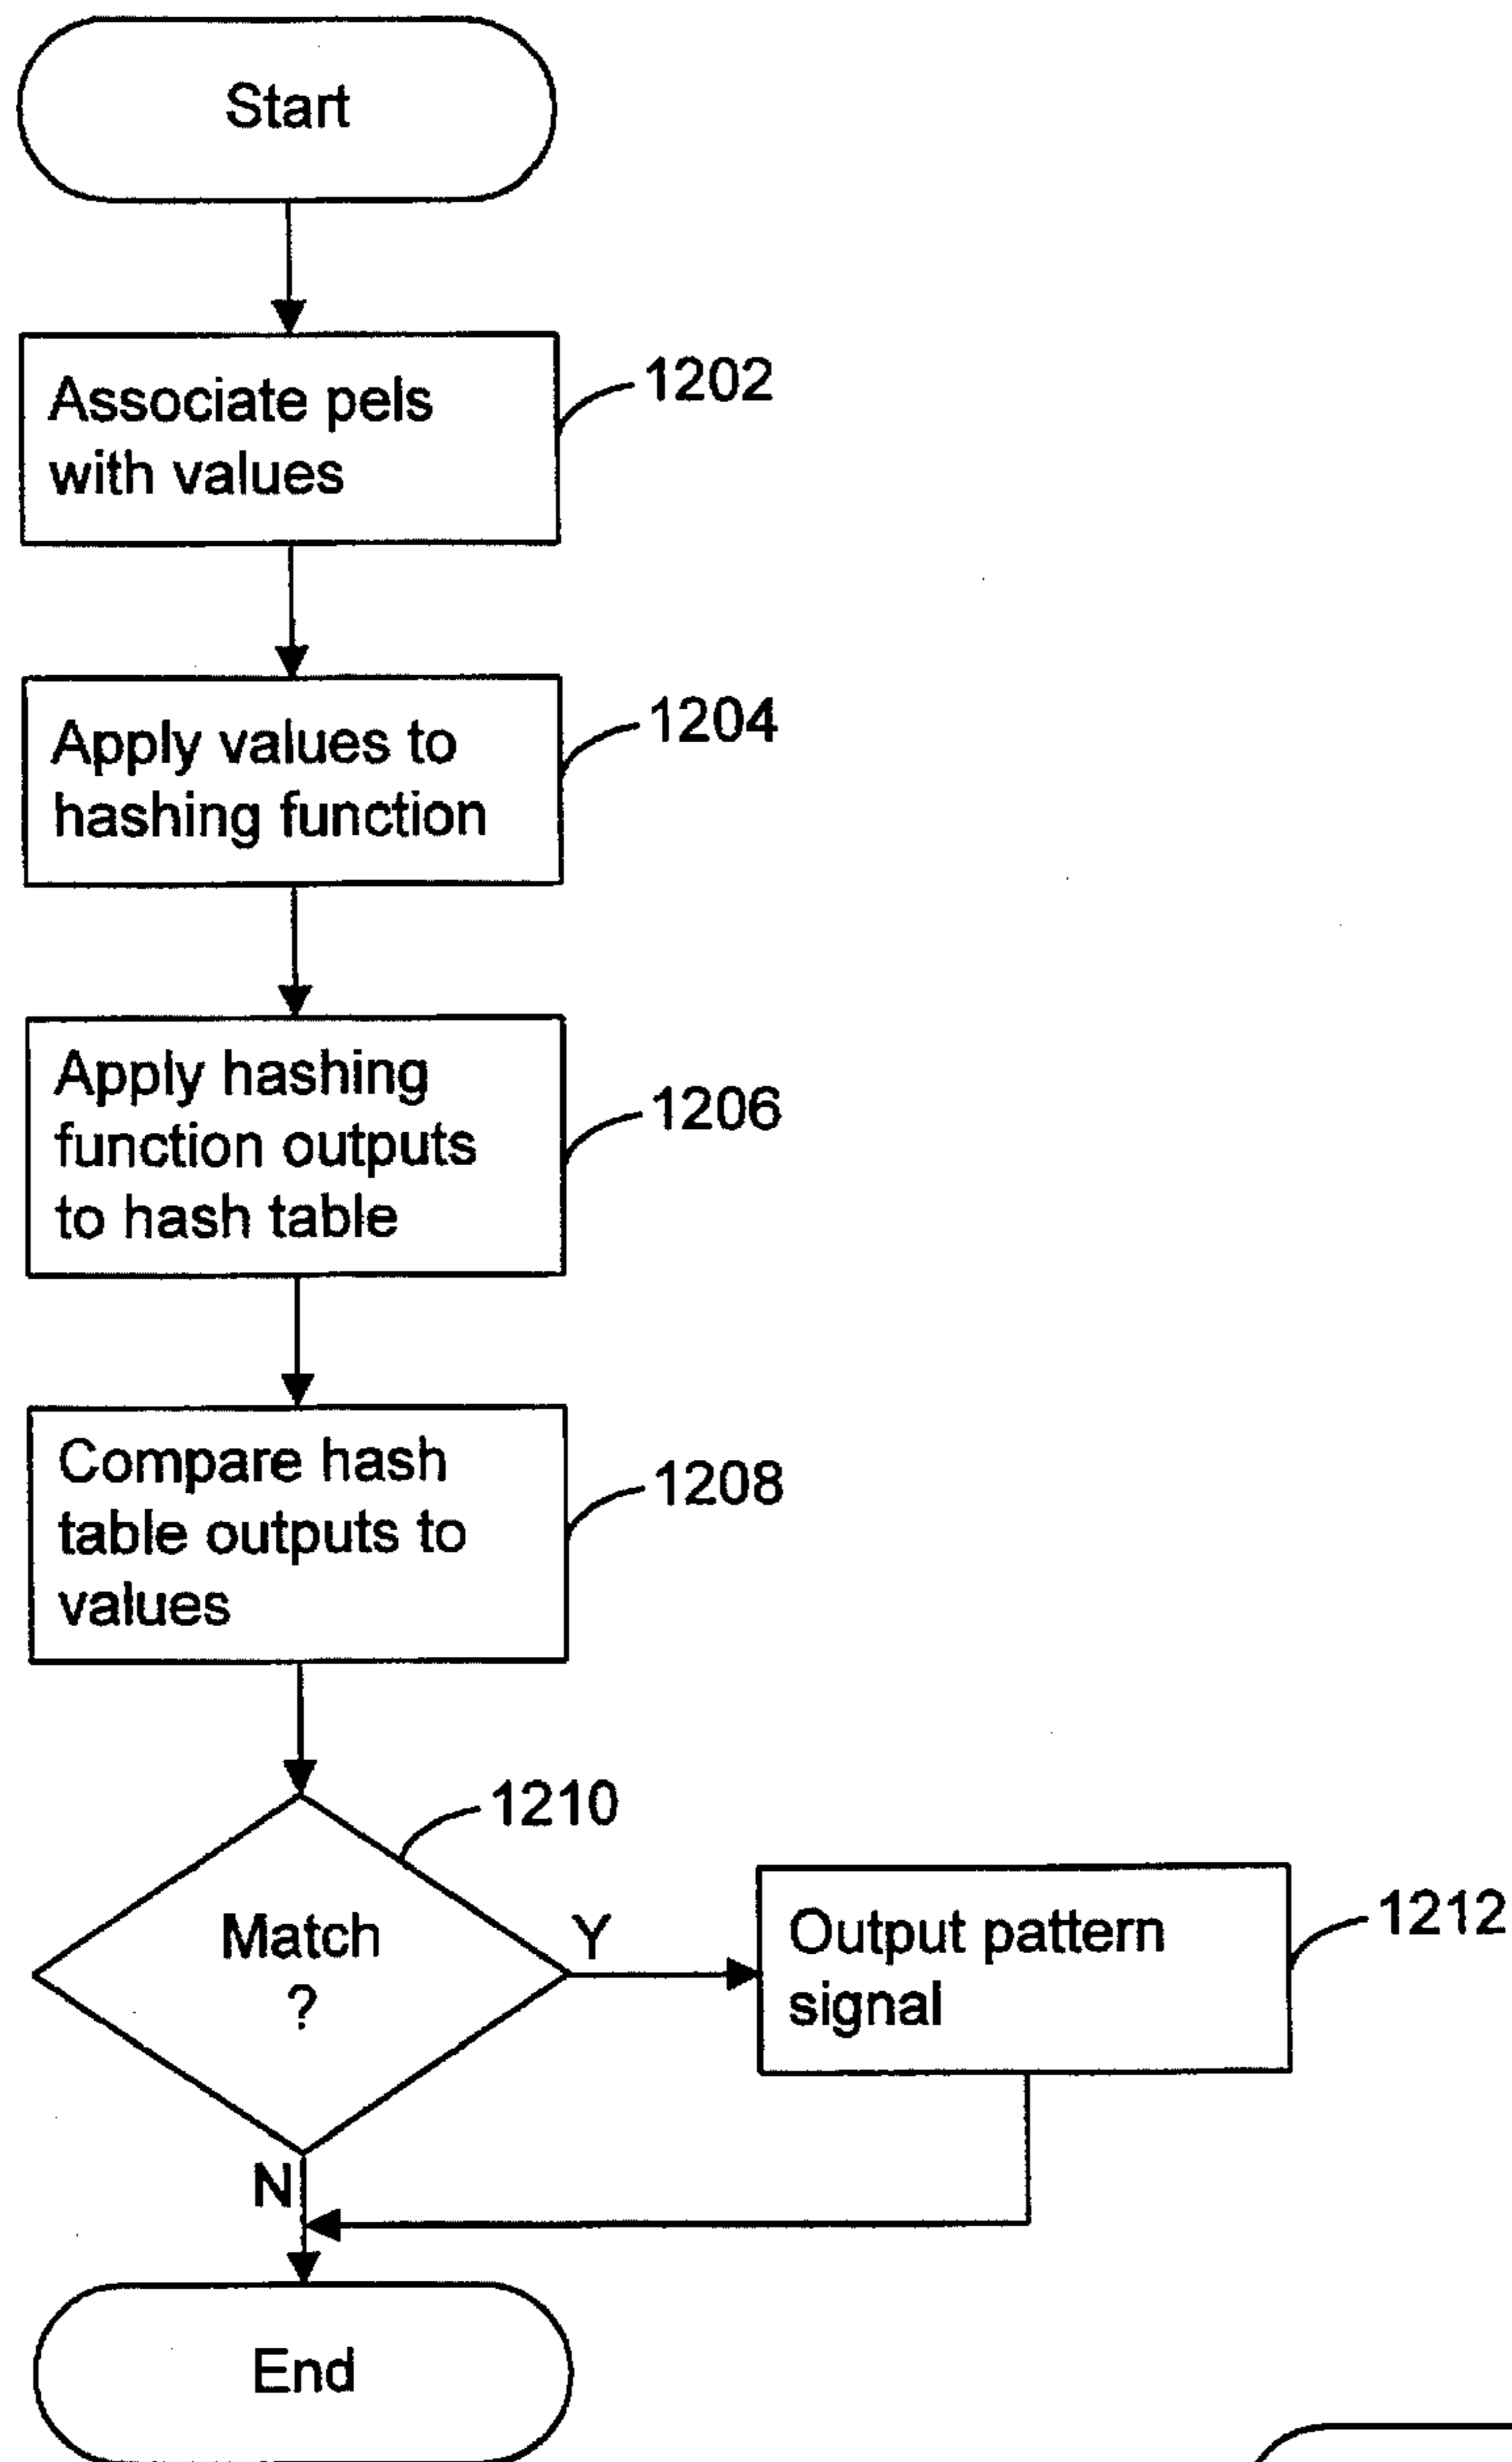 Start
Associate pels
with values
1202
Apply values to
hashing function
1204
Apply hashing
function outputs
to hash table
1206
Compare hash
table outputs to
values
1208
1210
Match
?
Y
Output pattern
signal
1212
N
End